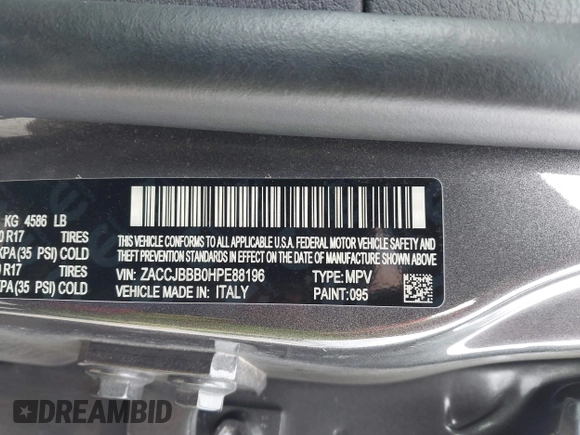 KG 4586 LB
0 R17 TIRES
KPA(35 PSI) COLD
0 R17 TIRES
KPA(35 PSI) COLD
THIS VEHICLE CONFORMS TO ALL APPLICABLE U.S.A. FEDERAL MOTOR VEHICLE SAFETY AND
THEFT PREVENTION STANDARDS IN EFFECT ON THE DATE OF MANUFACTURE SHOWN ABOVE
VIN: ZACCJBBB0HPE88196 TYPE: MPV
VEHICLE MADE IN: ITALY PAINT: 095
DREAMBID